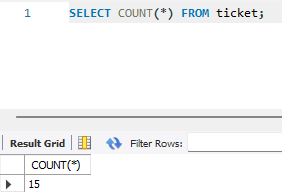 1 SELECT COUNT(*) FROM ticket;
Result Grid Filter Rows:
COUNT(*)
15